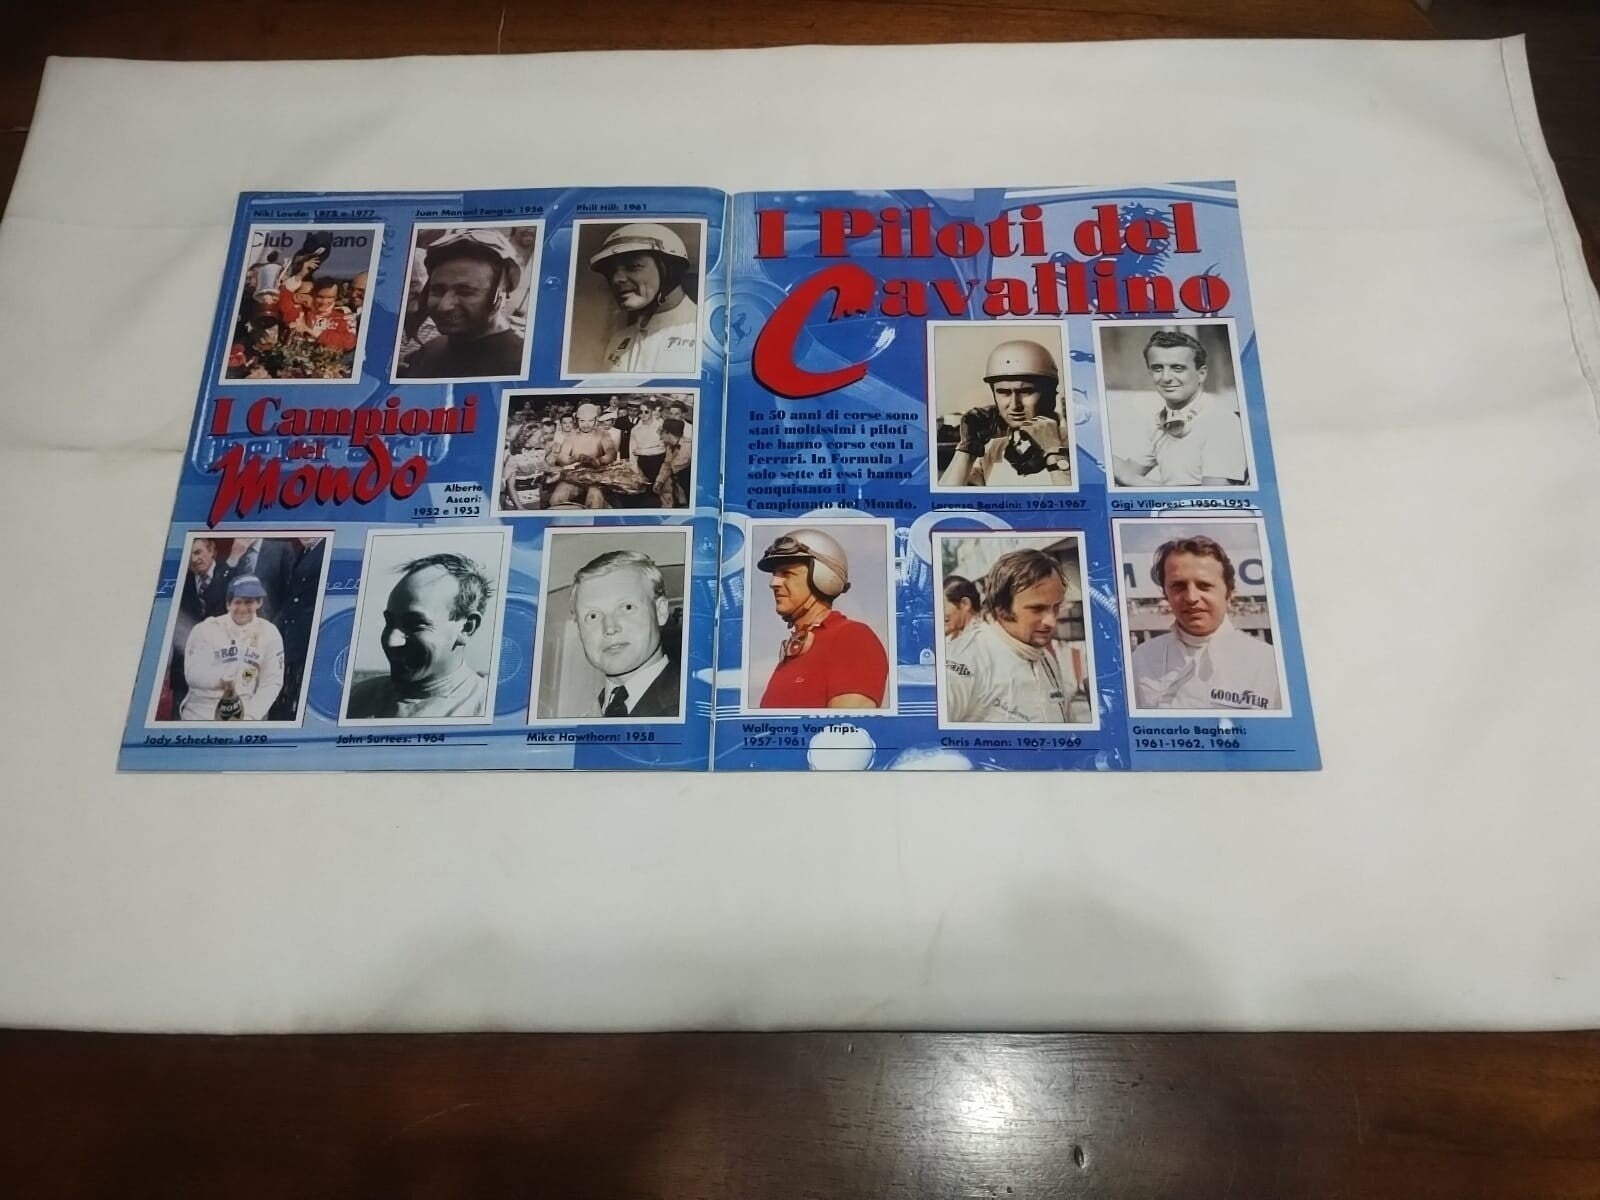 Niki Lauda: 1975 e 1977
Juan Manuel Fangio: 1956
Phill Hill: 1961
Club Milano
Fire
I Campioni
del
Mondo
Alberto
Ascari:
1952 e 1953
Jody Scheckter: 1979
John Surtees: 1964
Mike Hawthorn: 1958
I Piloti del
Cavallino
In 50 anni di corse sono
stati moltissimi i piloti
che hanno corso con la
Ferrari. In Formula 1
solo sette di essi hanno
conquistato il
Campionato del Mondo.
Lorenzo Bandini: 1962-1967
Gigi Villaresi: 1950-1953
Wolfgang Von Trips:
1957-1961
Chris Aman: 1967-1969
GOODYEAR
Giancarlo Baghetti:
1961-1962, 1966